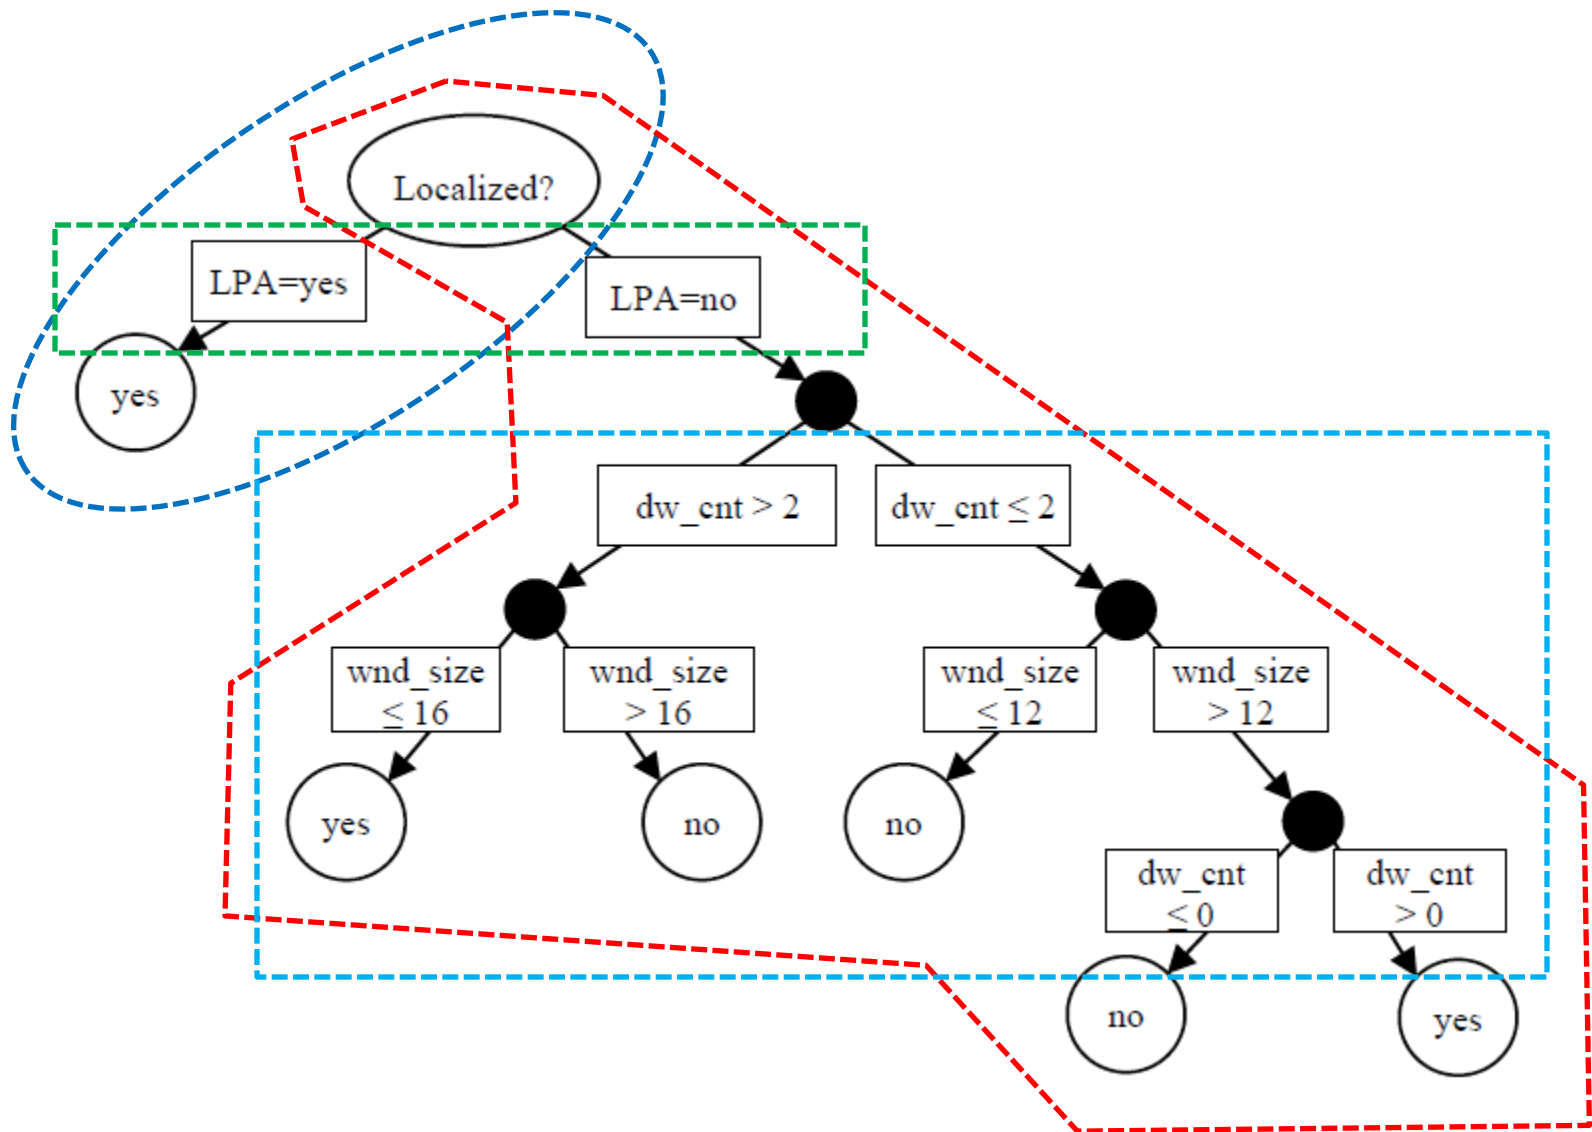 Localized?
LPA=yes
LPA=no
yes
dw_cnt > 2
dw_cnt ≤ 2
wnd_size
≤ 16
wnd_size
> 16
wnd_size
≤ 12
wnd_size
> 12
yes
no
no
dw_cnt
≤ 0
dw_cnt
> 0
no
yes